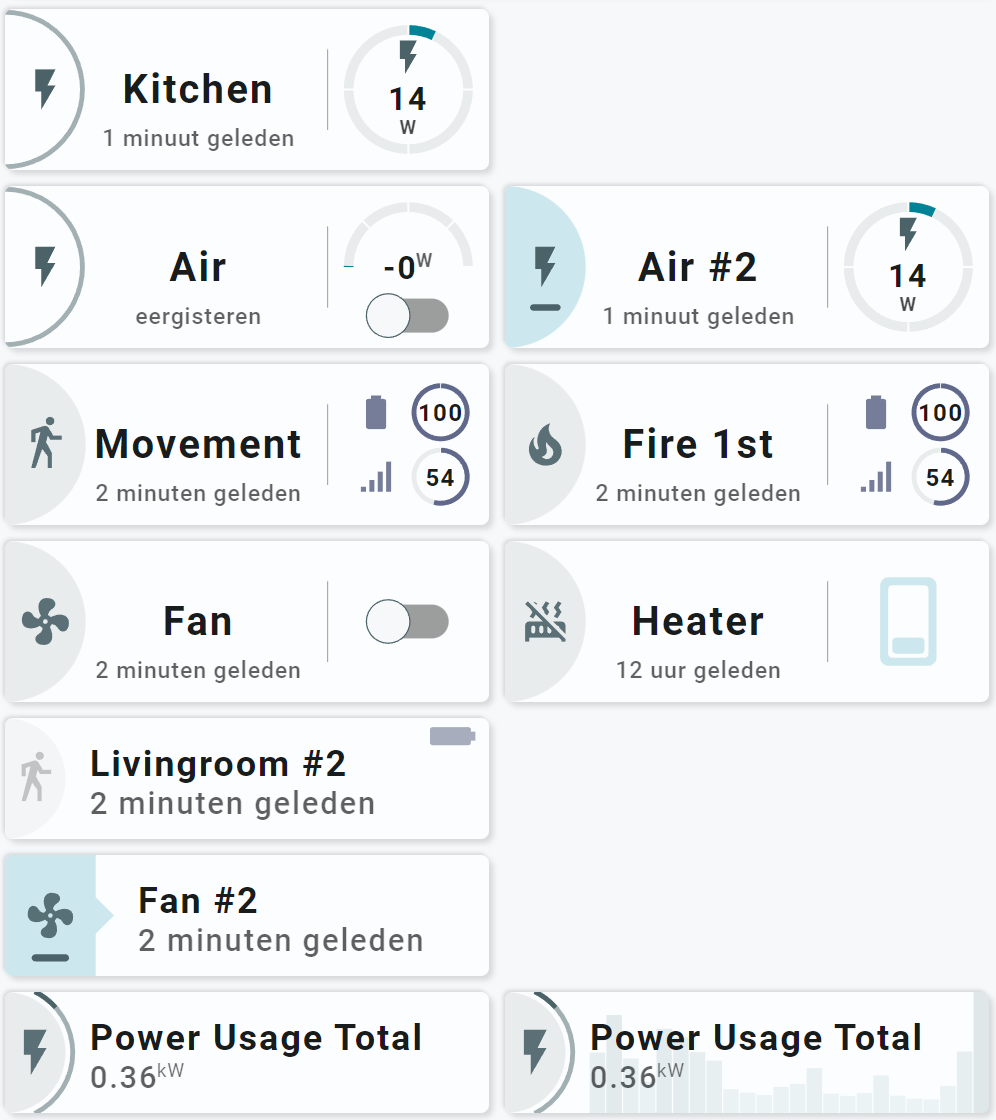 Kitchen
1 minuut geleden
14
W
Air
eergisteren
-0W
Air #2
1 minuut geleden
14
W
Movement
2 minuten geleden
100
54
Fire 1st
2 minuten geleden
100
54
Fan
2 minuten geleden
Heater
12 uur geleden
Livingroom #2
2 minuten geleden
Fan #2
2 minuten geleden
Power Usage Total
0.36kW
Power Usage Total
0.36kW